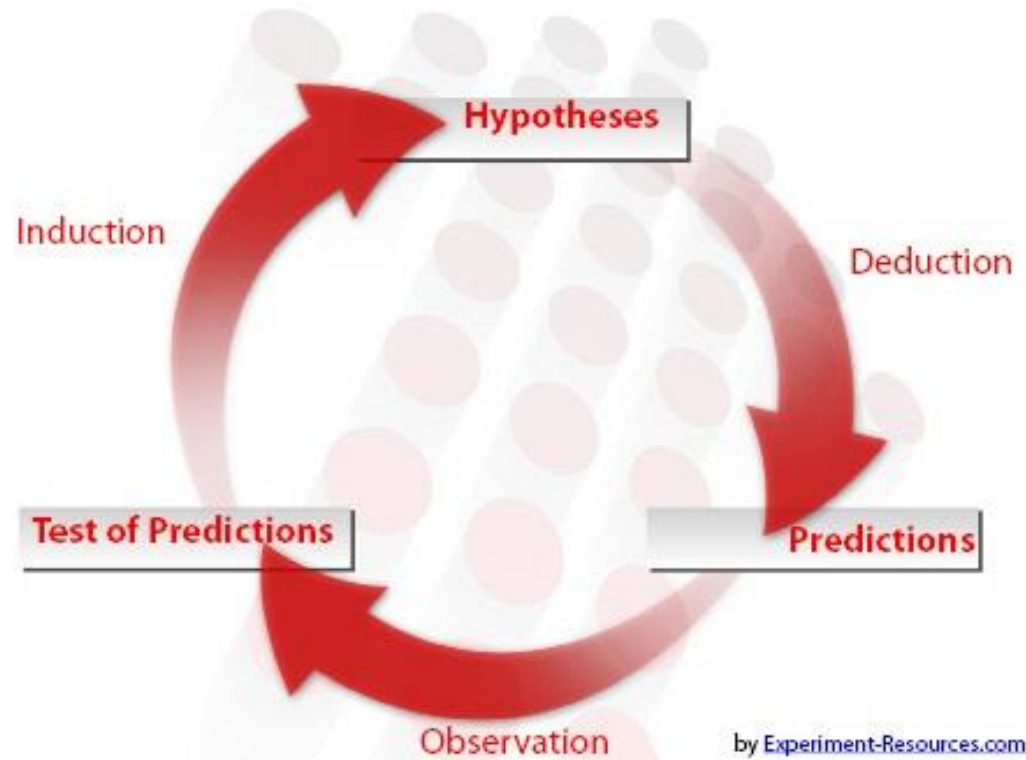 Hypotheses
Induction
Deduction
Test of Predictions
Predictions
Observation
by Experiment-Resources.com